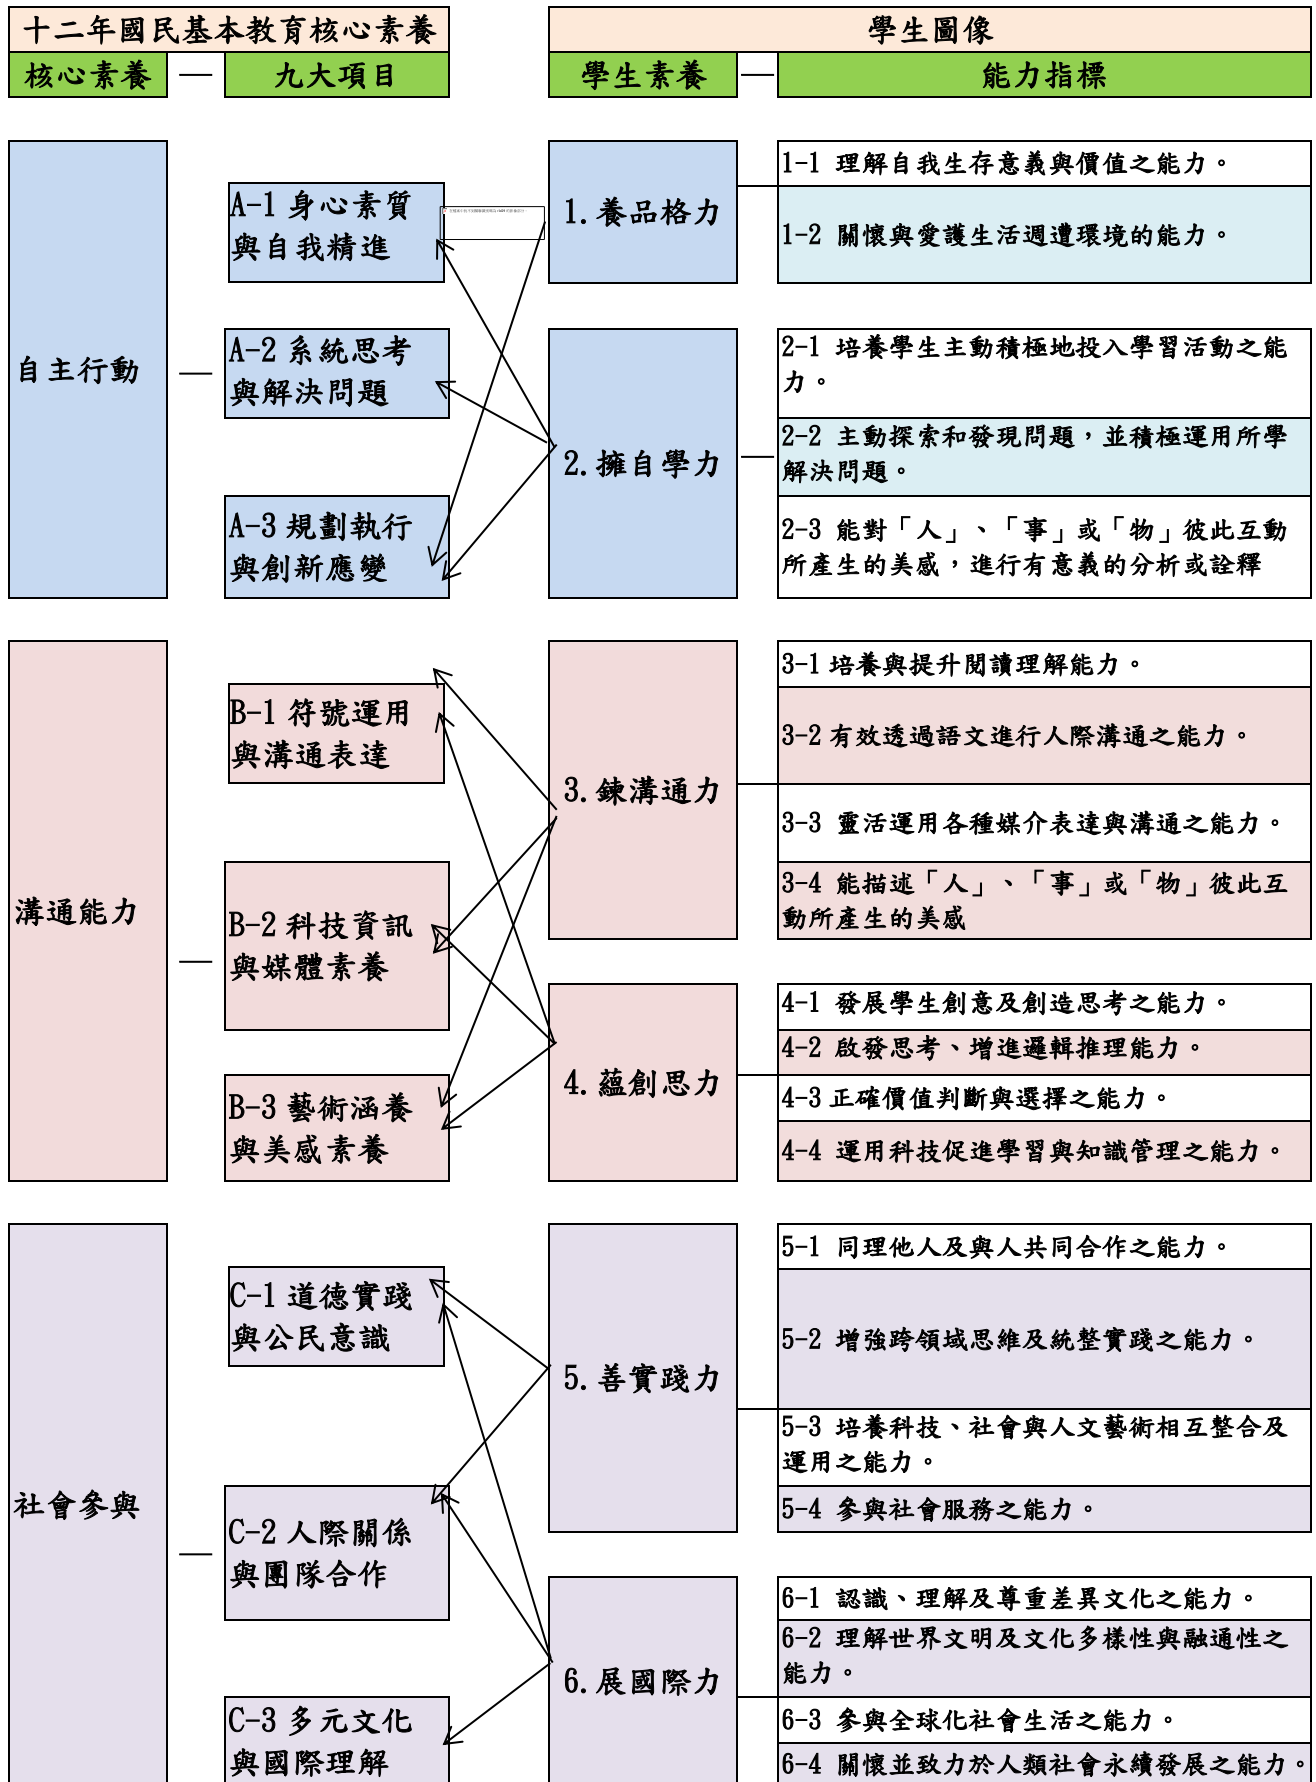 十二年國民基本教育核心素養
學生圖像
核心素養
九大項目
學生素養
能力指標
自主行動
A-1 身心素質
與自我精進
A-2 系統思考
與解決問題
A-3 規劃執行
與創新應變
1.養品格力
1-1 理解自我生存意義與價值之能力。
1-2 關懷與愛護生活週遭環境的能力。
2.擁自學力
2-1 培養學生主動積極地投入學習活動之能
力。
2-2 主動探索和發現問題，並積極運用所學
解決問題。
2-3 能對「人」、「事」或「物」彼此互動
所產生的美感，進行有意義的分析或詮釋
溝通能力
B-1 符號運用
與溝通表達
B-2 科技資訊
與媒體素養
B-3 藝術涵養
與美感素養
3.鍊溝通力
3-1 培養與提升閱讀理解能力。
3-2 有效透過語文進行人際溝通之能力。
3-3 靈活運用各種媒介表達與溝通之能力。
3-4 能描述「人」、「事」或「物」彼此互
動所產生的美感
4.蘊創思力
4-1 發展學生創意及創造思考之能力。
4-2 啟發思考、增進邏輯推理能力。
4-3 正確價值判斷與選擇之能力。
4-4 運用科技促進學習與知識管理之能力。
社會參與
C-1 道德實踐
與公民意識
C-2 人際關係
與團隊合作
C-3 多元文化
與國際理解
5.善實踐力
5-1 同理他人及與人共同合作之能力。
5-2 增強跨領域思維及統整實踐之能力。
5-3 培養科技、社會與人文藝術相互整合及
運用之能力。
5-4 參與社會服務之能力。
6.展國際力
6-1 認識、理解及尊重差異文化之能力。
6-2 理解世界文明及文化多樣性與融通性之
能力。
6-3 參與全球化社會生活之能力。
6-4 關懷並致力於人類社會永續發展之能力。